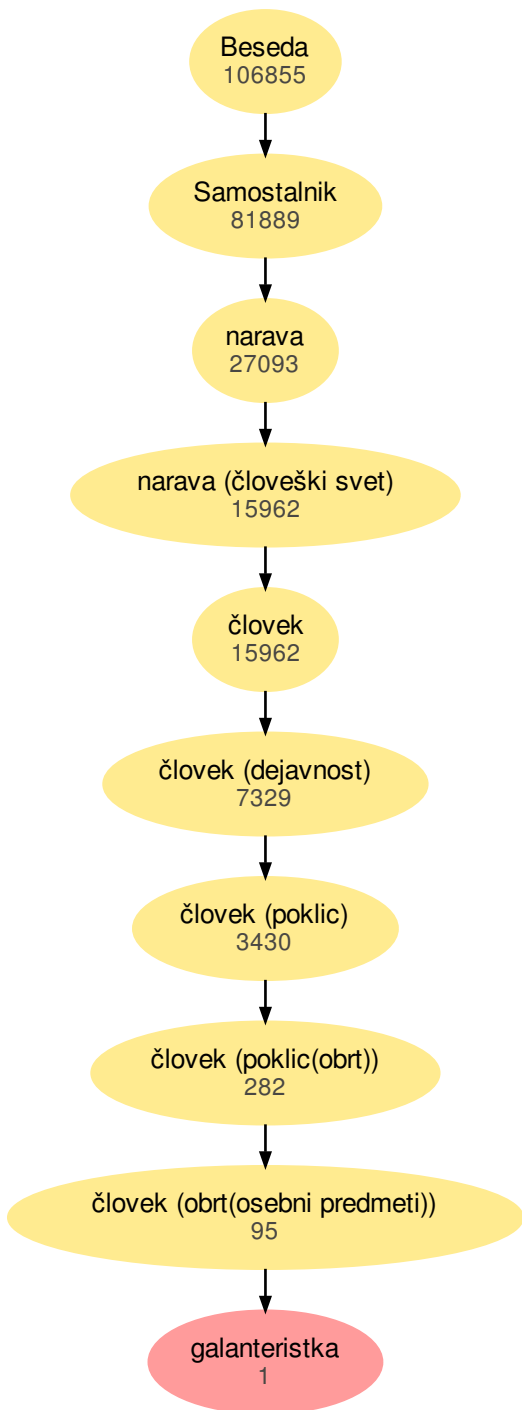 Beseda
106855
Samostalnik
81889
narava
27093
narava (človeški svet)
15962
človek
15962
človek (dejavnost)
7329
človek (poklic)
3430
človek (poklic(obrt))
282
človek (obrt(osebni predmeti))
95
galanteristka
1